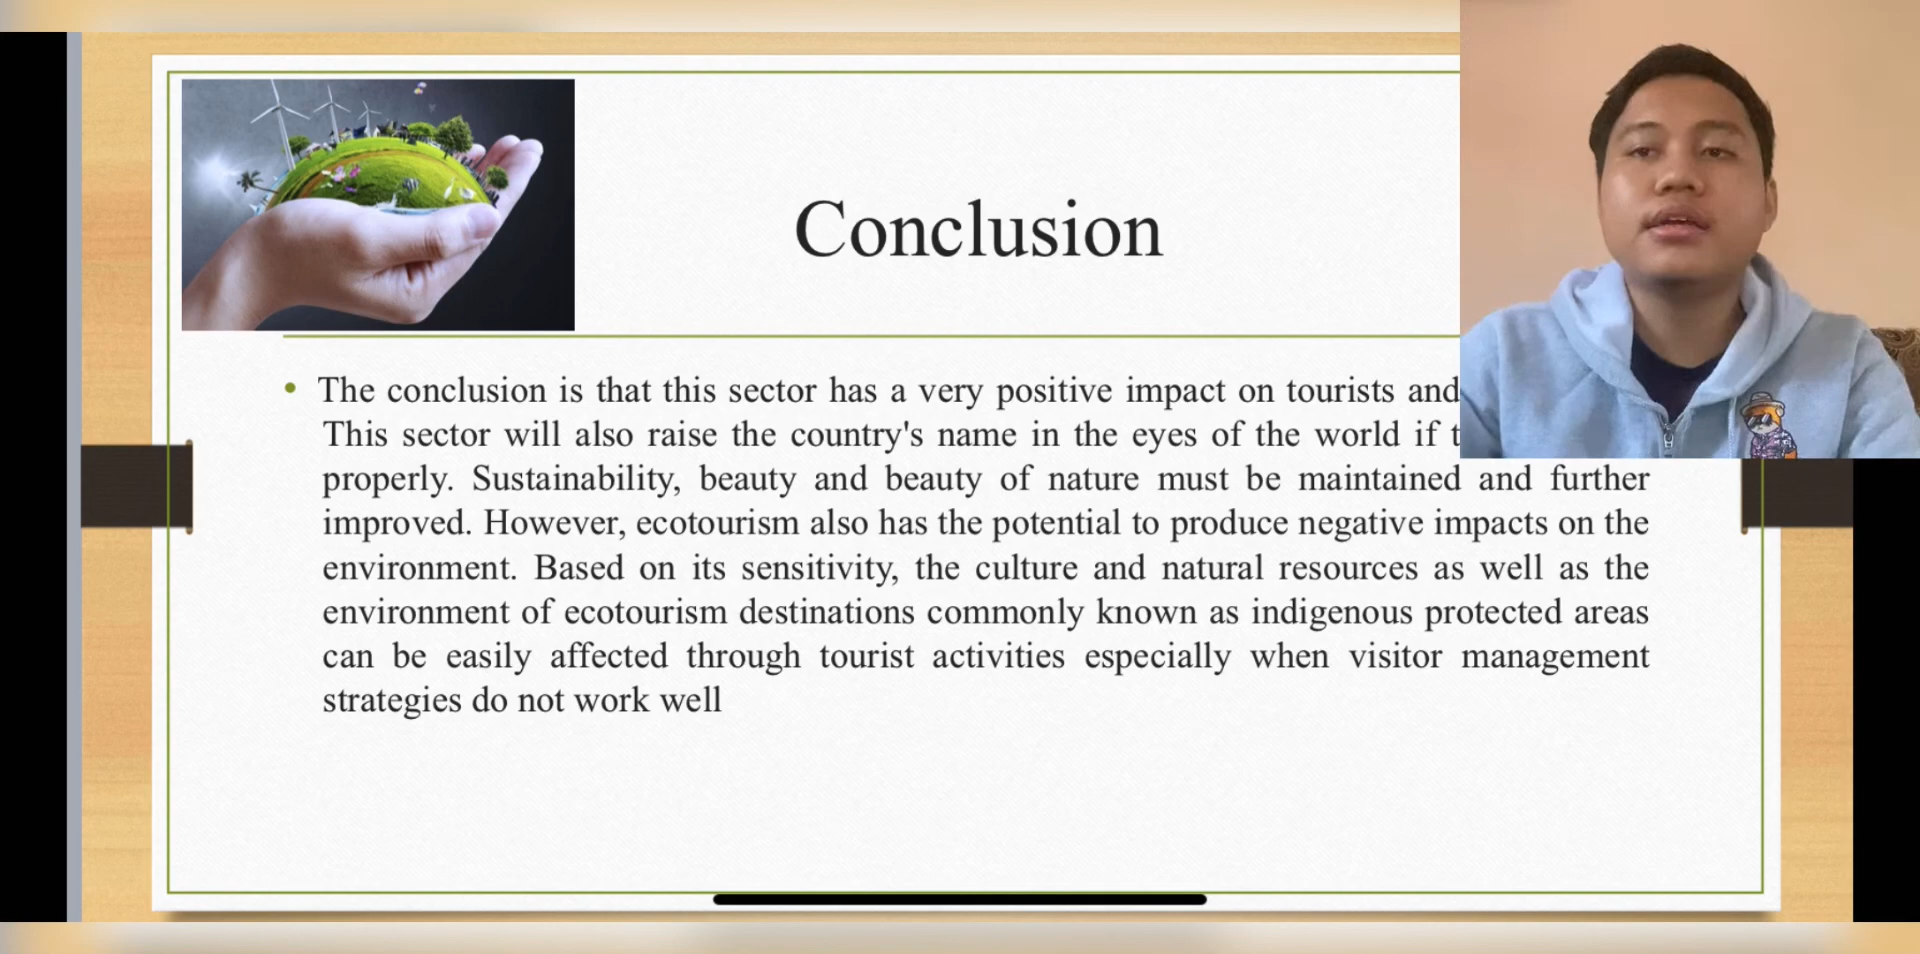 Conclusion
• The conclusion is that this sector has a very positive impact on tourists and
This sector will also raise the country's name in the eyes of the world if
properly. Sustainability, beauty and beauty of nature must be maintained and further
improved. However, ecotourism also has the potential to produce negative impacts on the
environment. Based on its sensitivity, the culture and natural resources as well as the
environment of ecotourism destinations commonly known as indigenous protected areas
can be easily affected through tourist activities especially when visitor management
strategies do not work well